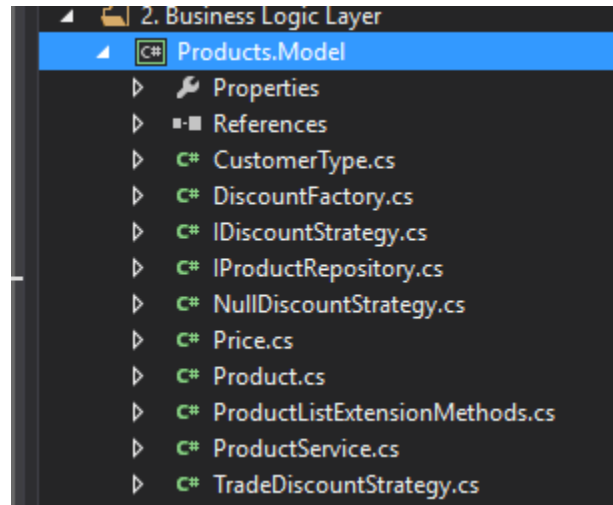 2. Business Logic Layer
C# Products.Model
Properties
References
C# CustomerType.cs
C# DiscountFactory.cs
C# IDiscountStrategy.cs
C# IProductRepository.cs
C# NullDiscountStrategy.cs
C# Price.cs
C# Product.cs
C# ProductListExtensionMethods.cs
C# ProductService.cs
C# TradeDiscountStrategy.cs